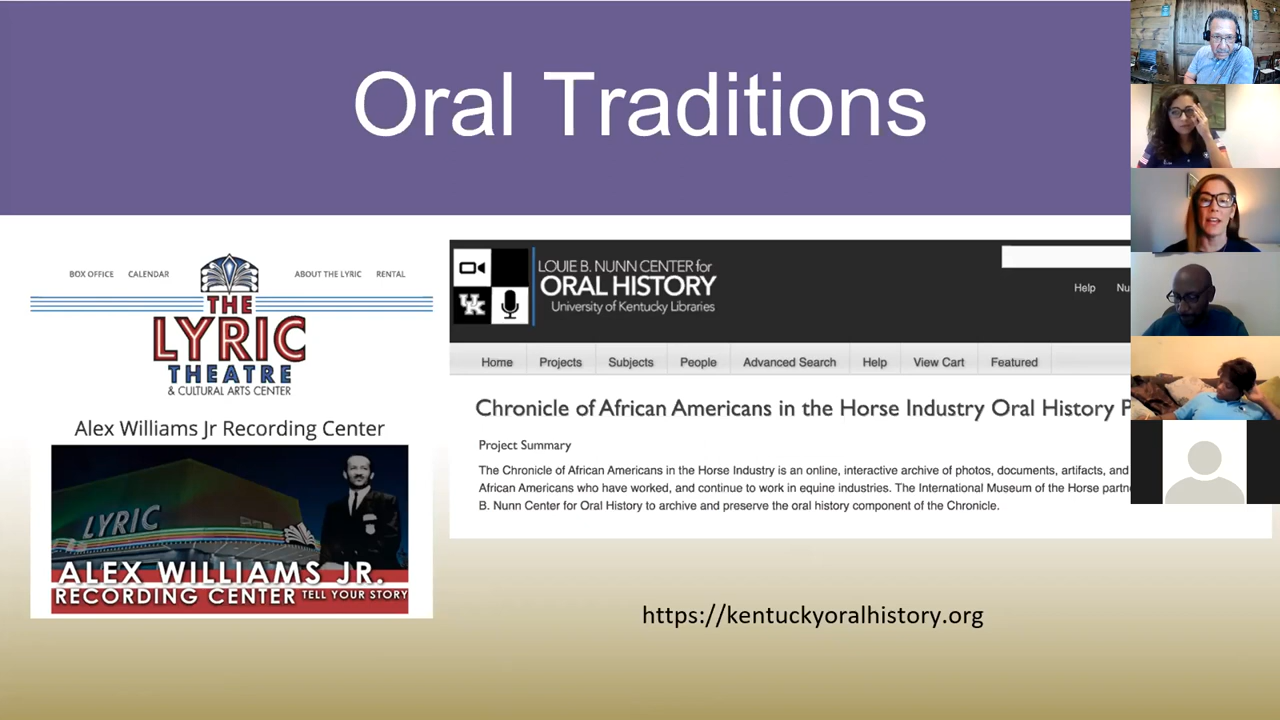 Oral Traditions
BOX OFFICE CALENDAR ABOUT THE LYRIC RENTAL
THE
LYRIC
THEATRE
& CULTURAL ARTS CENTER
Alex Williams Jr Recording Center
LYRIC
ALEX WILLIAMS JR.
RECORDING CENTER TELL YOUR STORY
LOUIE B. NUNN CENTER for
ORAL HISTORY
University of Kentucky Libraries
UK
Help Nu
Home Projects Subjects People Advanced Search Help View Cart Featured
Chronicle of African Americans in the Horse Industry Oral History P
Project Summary
The Chronicle of African Americans in the Horse Industry is an online, interactive archive of photos, documents, artifacts, and
African Americans who have worked, and continue to work in equine industries. The International Museum of the Horse partne
B. Nunn Center for Oral History to archive and preserve the oral history component of the Chronicle.
https://kentuckyoralhistory.org